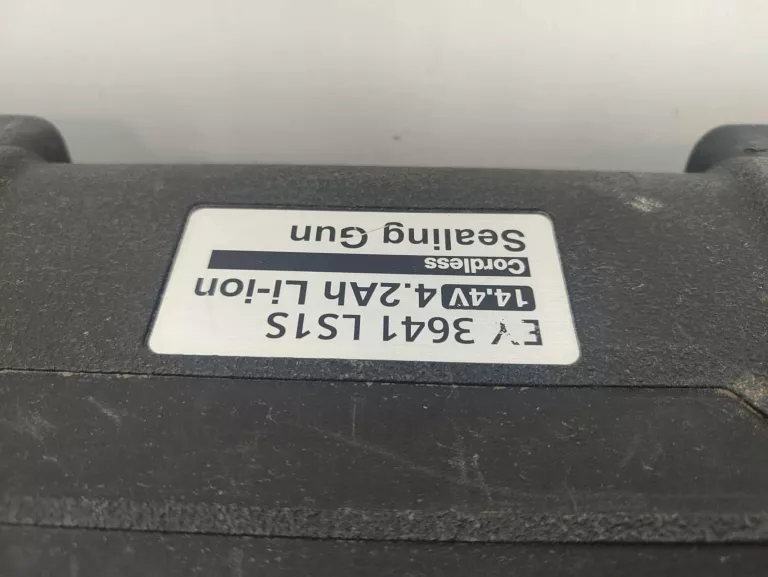 EY 3641 LS1S
14.4V 4.2Ah Li-ion
Cordless
Sealing Gun